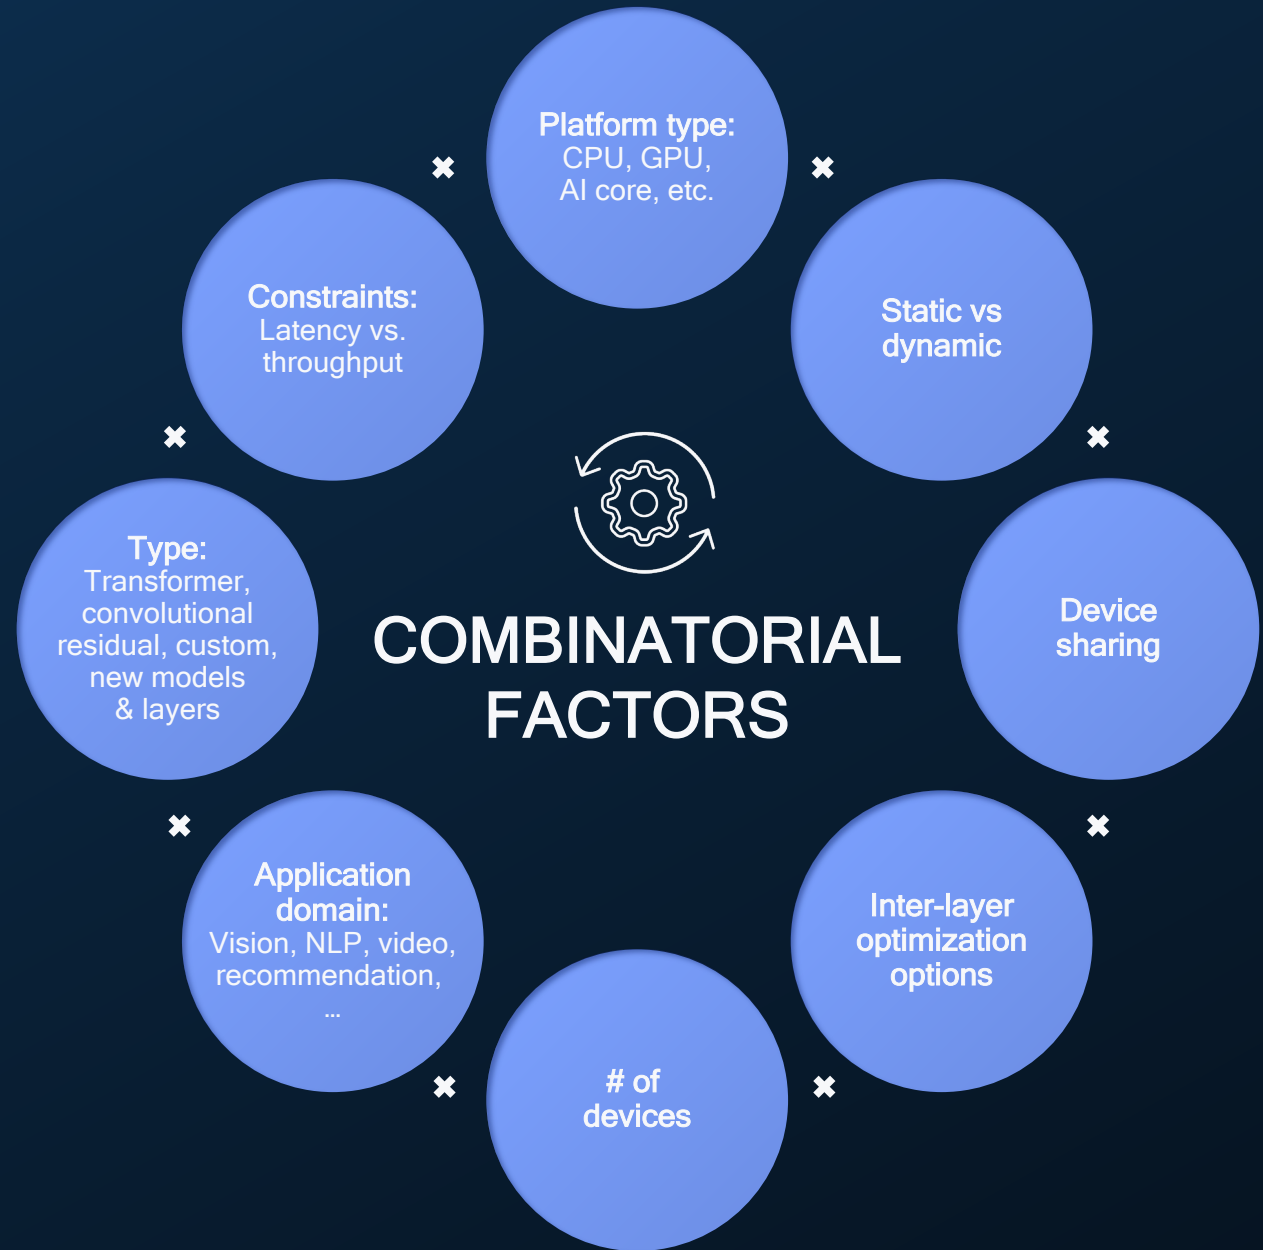 Platform type:
CPU, GPU,
AI core, etc.
Static vs
dynamic
Device
sharing
Inter-layer
optimization
options
# of
devices
Application
domain:
Vision, NLP, video,
recommendation,
...
Type:
Transformer,
convolutional
residual, custom,
new models
& layers
Constraints:
Latency vs.
throughput
COMBINATORIAL
FACTORS